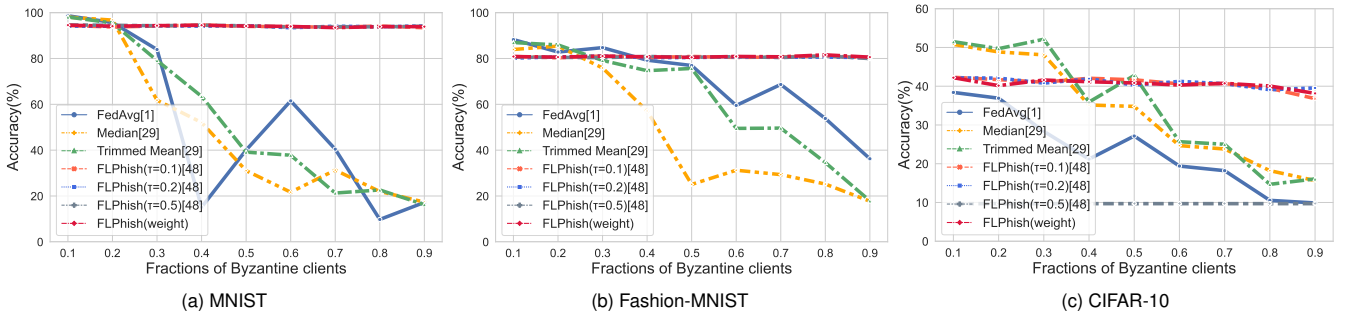 100
80
60
40
20
0
Accuracy(%)
FedAvg[1]
Median[29]
Trimmed Mean[29]
FLPhish(τ=0.1)[48]
FLPhish(τ=0.2)[48]
FLPhish(τ=0.5)[48]
FLPhish(weight)
0.1 0.2 0.3 0.4 0.5 0.6 0.7 0.8 0.9
Fractions of Byzantine clients
(a) MNIST
100
80
60
40
20
0
Accuracy(%)
FedAvg[1]
Median[29]
Trimmed Mean[29]
FLPhish(τ=0.1)[48]
FLPhish(τ=0.2)[48]
FLPhish(τ=0.5)[48]
FLPhish(weight)
0.1 0.2 0.3 0.4 0.5 0.6 0.7 0.8 0.9
Fractions of Byzantine clients
(b) Fashion-MNIST
60
50
40
30
20
10
0
Accuracy(%)
FedAvg[1]
Median[29]
Trimmed Mean[29]
FLPhish(τ=0.1)[48]
FLPhish(τ=0.2)[48]
FLPhish(τ=0.5)[48]
FLPhish(weight)
0.1 0.2 0.3 0.4 0.5 0.6 0.7 0.8 0.9
Fractions of Byzantine clients
(c) CIFAR-10